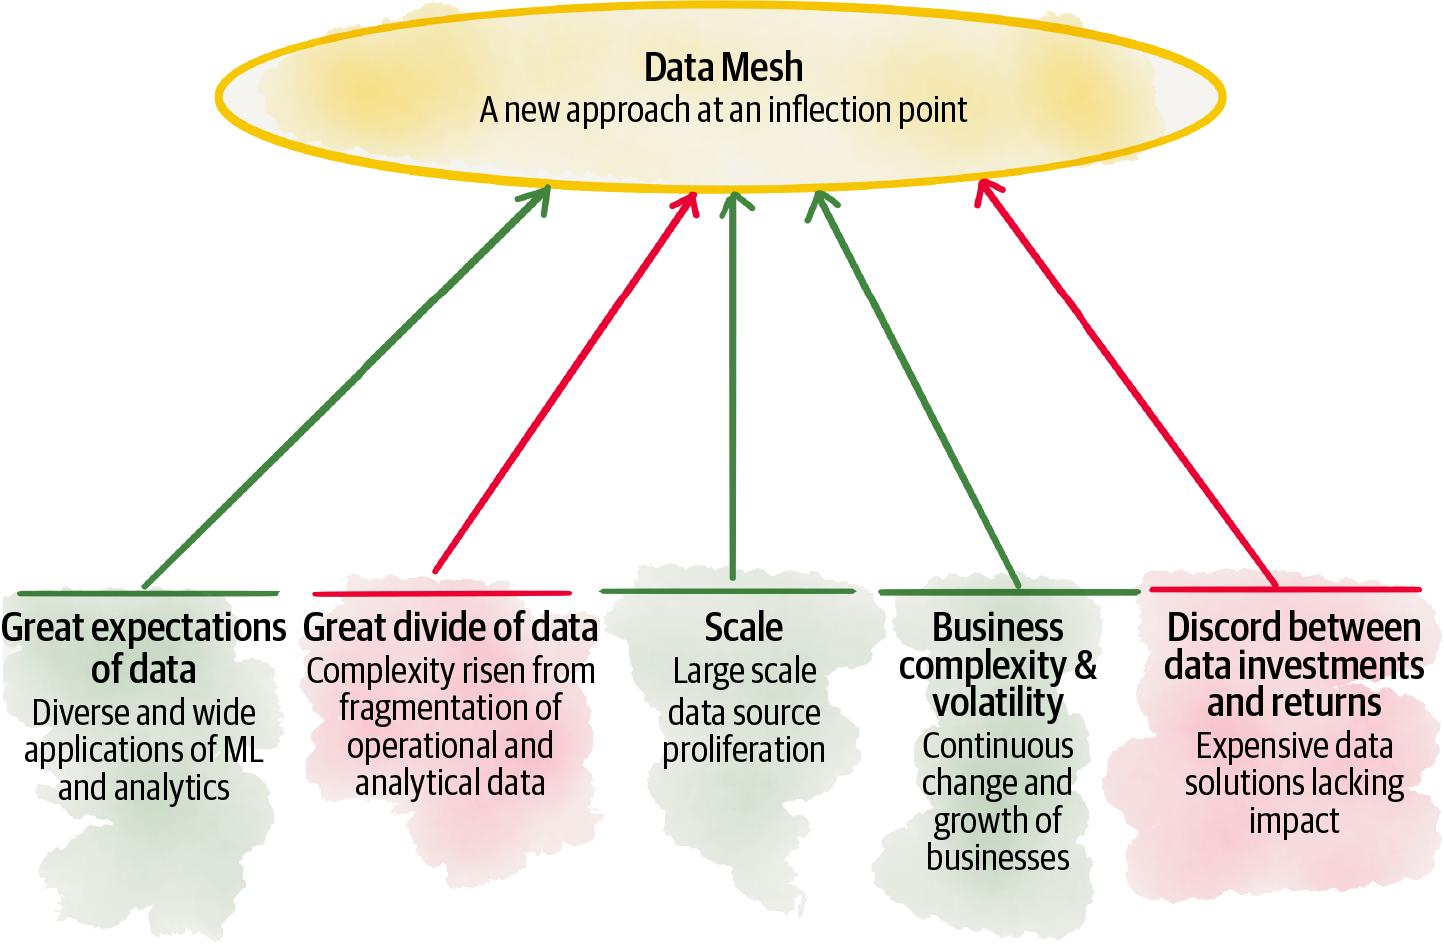 Data Mesh
A new approach at an inflection point
Great expectations
of data
Diverse and wide
applications of ML
and analytics
Great divide of data
Complexity risen from
fragmentation of
operational and
analytical data
Scale
Large scale
data source
proliferation
Business
complexity &
volatility
Continuous
change and
growth of
businesses
Discord between
data investments
and returns
Expensive data
solutions lacking
impact